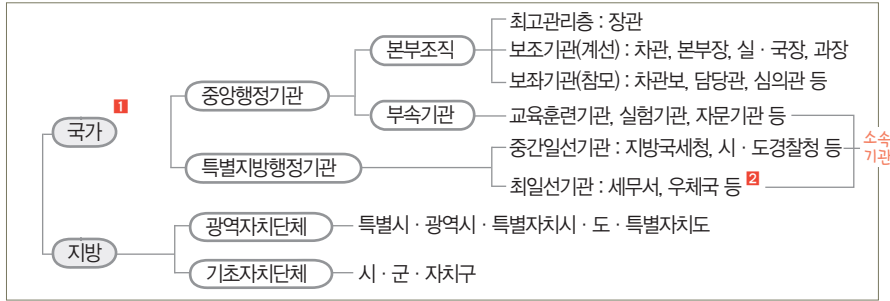 최고관리층 : 장관
본부조직
보조기관(계선) : 차관, 본부장, 실 · 국장, 과장
보좌기관(참모) : 차관보, 담당관, 심의관 등
중앙행정기관
부속기관
교육훈련기관, 실험기관, 자문기관 등
1
국가
중간일선기관 : 지방국세청, 시 · 도경찰청 등
소속
기관
특별지방행정기관
최일선기관 : 세무서, 우체국 등 2
광역자치단체
특별시 · 광역시 · 특별자치시 · 도 · 특별자치도
지방
기초자치단체
시 · 군 · 자치구